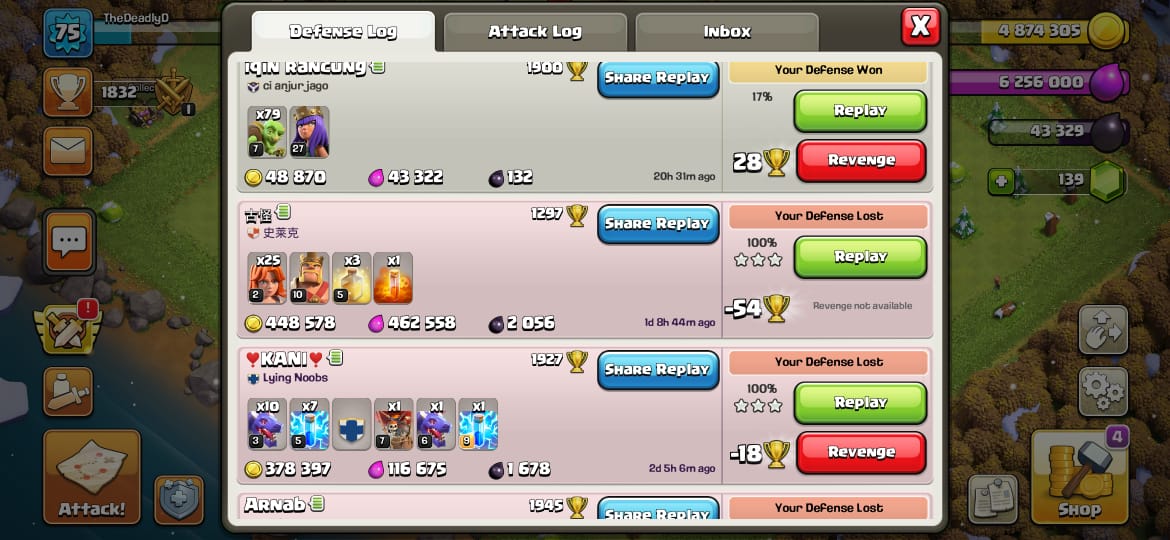 TheDeadlyD
75
1832
Defense Log
Attack Log
Inbox
X
4 874 305
6 256 000
43 329
139
IQIN RANCUNG
1900
Share Replay
Your Defense Won
ci anjur jago
17%
Replay
x79
7
27
28
Revenge
48 870
43 322
132
20h 31m ago
古怪
1297
Share Replay
Your Defense Lost
史莱克
100%
Replay
x25
x3
x1
2
10
5
-54
Revenge not available
448 578
462 558
2 056
1d 8h 44m ago
❤KANI❤
1927
Share Replay
Your Defense Lost
Lying Noobs
100%
Replay
x10
x7
x1
x1
x1
3
5
7
6
9
-18
Revenge
378 397
116 675
1 678
2d 5h 6m ago
Arnab
1945
Share Replay
Your Defense Lost
Attack!
4
Shop